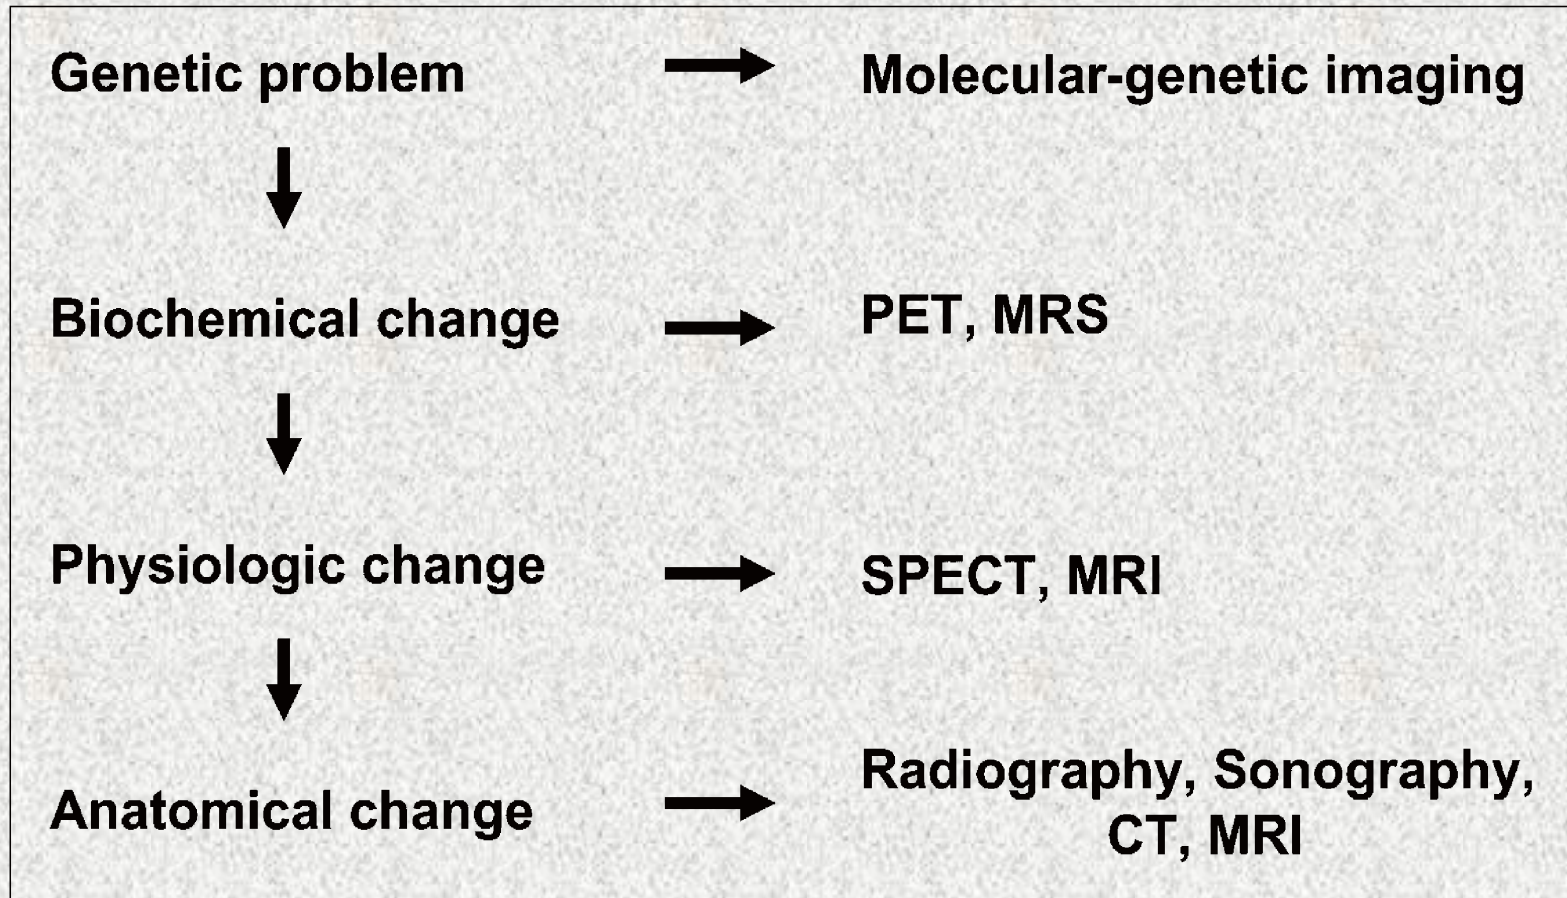 Genetic problem
Molecular-genetic imaging
Biochemical change
PET, MRS
Physiologic change
SPECT, MRI
Anatomical change
Radiography, Sonography,
CT, MRI